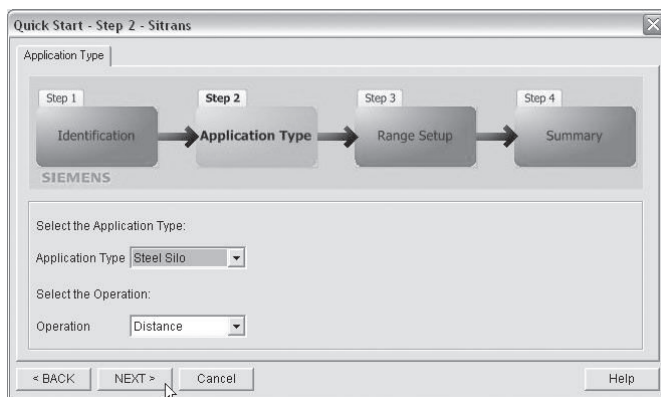 Quick Start - Step 2 - Sitrans
Application Type
Step 1
Step 2
Step 3
Step 4
Identification
Application Type
Range Setup
Summary
SIEMENS
Select the Application Type:
Application Type Steel Silo
Select the Operation:
Operation Distance
< BACK NEXT > Cancel Help